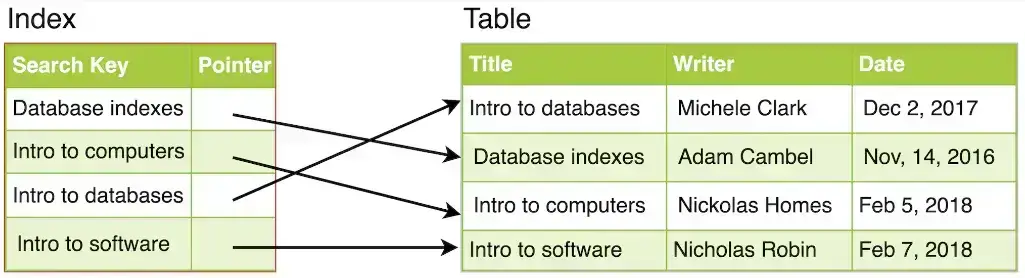 Index
Table
Search Key Pointer
Database indexes
Intro to computers
Intro to databases
Intro to software
Title Writer Date
Intro to databases Michele Clark Dec 2, 2017
Database indexes Adam Cambel Nov, 14, 2016
Intro to computers Nickolas Homes Feb 5, 2018
Intro to software Nicholas Robin Feb 7, 2018